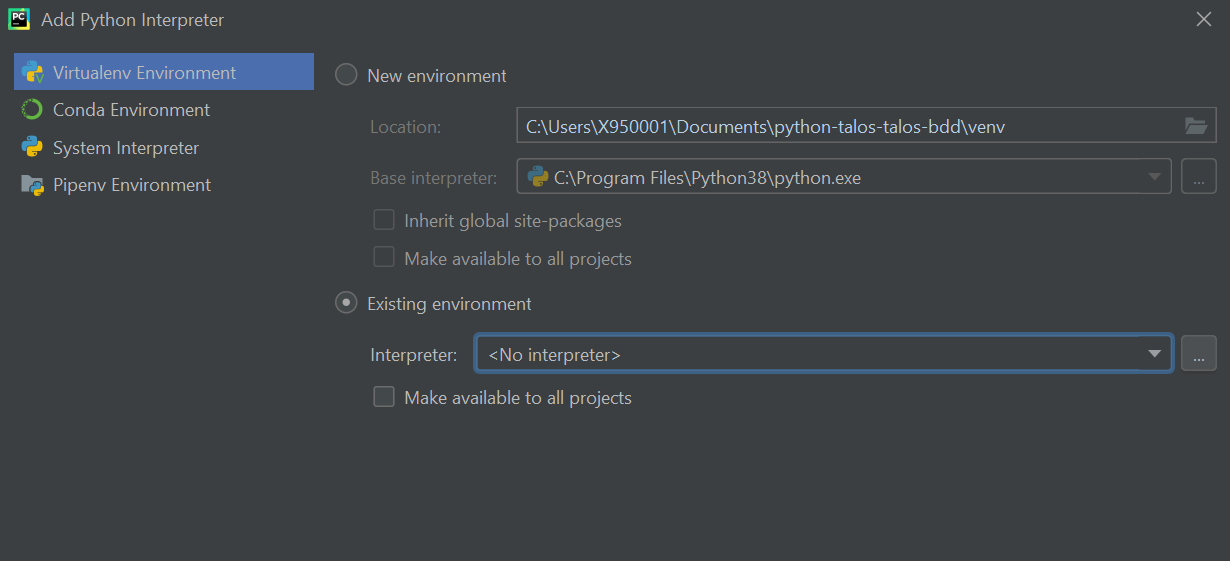 PC Add Python Interpreter
Virtualenv Environment
Conda Environment
System Interpreter
Pipenv Environment
New environment
Location: C:\Users\X950001\Documents\python-talos-talos-bdd\venv
Base interpreter: C:\Program Files\Python38\python.exe ...
Inherit global site-packages
Make available to all projects
Existing environment
Interpreter: <No interpreter> ...
Make available to all projects